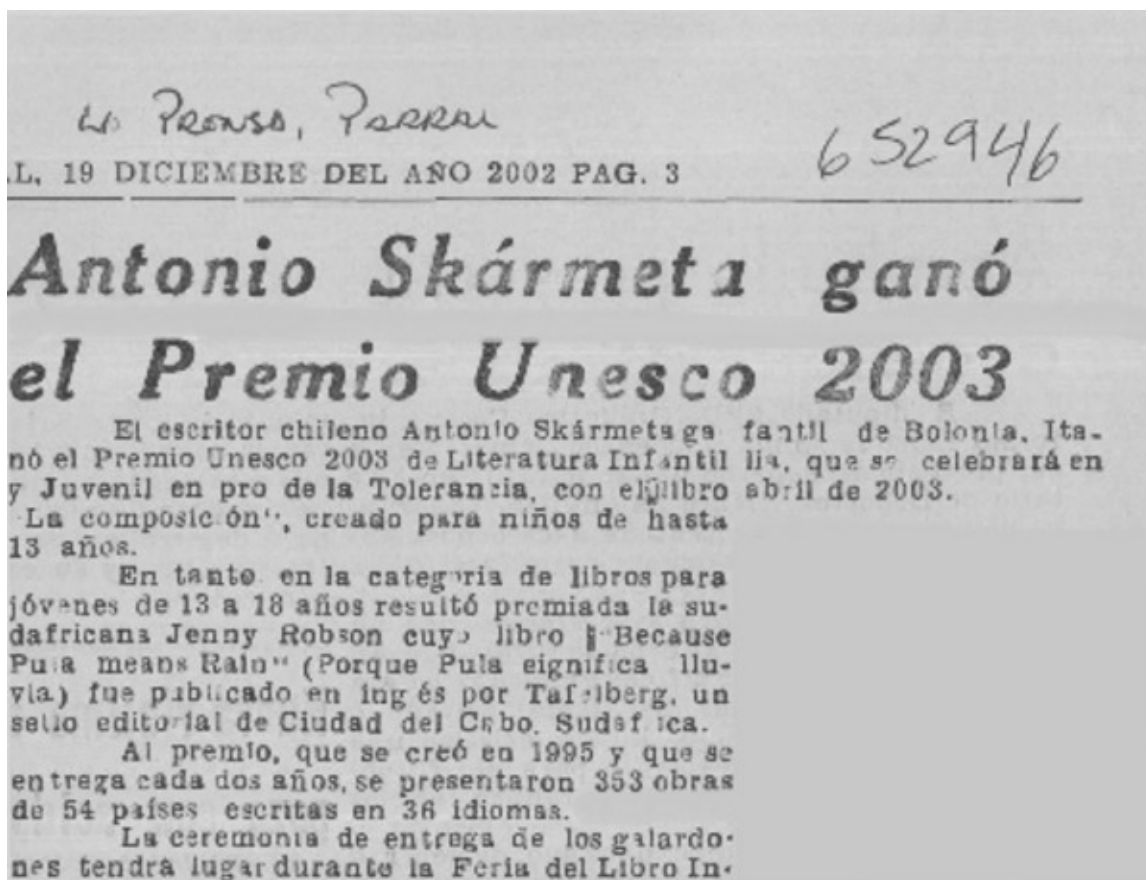 La Prensa, Parral
652946
.L, 19 DICIEMBRE DEL AÑO 2002 PAG. 3
Antonio Skármeta ganó
el Premio Unesco 2003
El escritor chileno Antonio Skármeta ga
nó el Premio Unesco 2003 de Literatura Infantil
y Juvenil en pro de la Tolerancia, con el libro
"La composición", creado para niños de hasta
13 años.
En tanto en la categoria de libros para
jóvenes de 13 a 18 años resultó premiada la su-
dafricana Jenny Robson cuyo libro "Because
Pula means Rain" (Porque Pula eignifica llu-
via) fue publicado en ing és por Tafelberg, un
sello editorial de Ciudad del Cabo, Sudáf ica.
Al premio, que se creó en 1995 y que se
entrega cada dos años, se presentaron 353 obras
de 54 países escritas en 36 idiomas.
La ceremonia de entrega de los galardo-
nes tendrá lugar durante la Feria del Libro In-
fantil de Bolonia, Ita-
lia, que se celebrará en
abril de 2003.